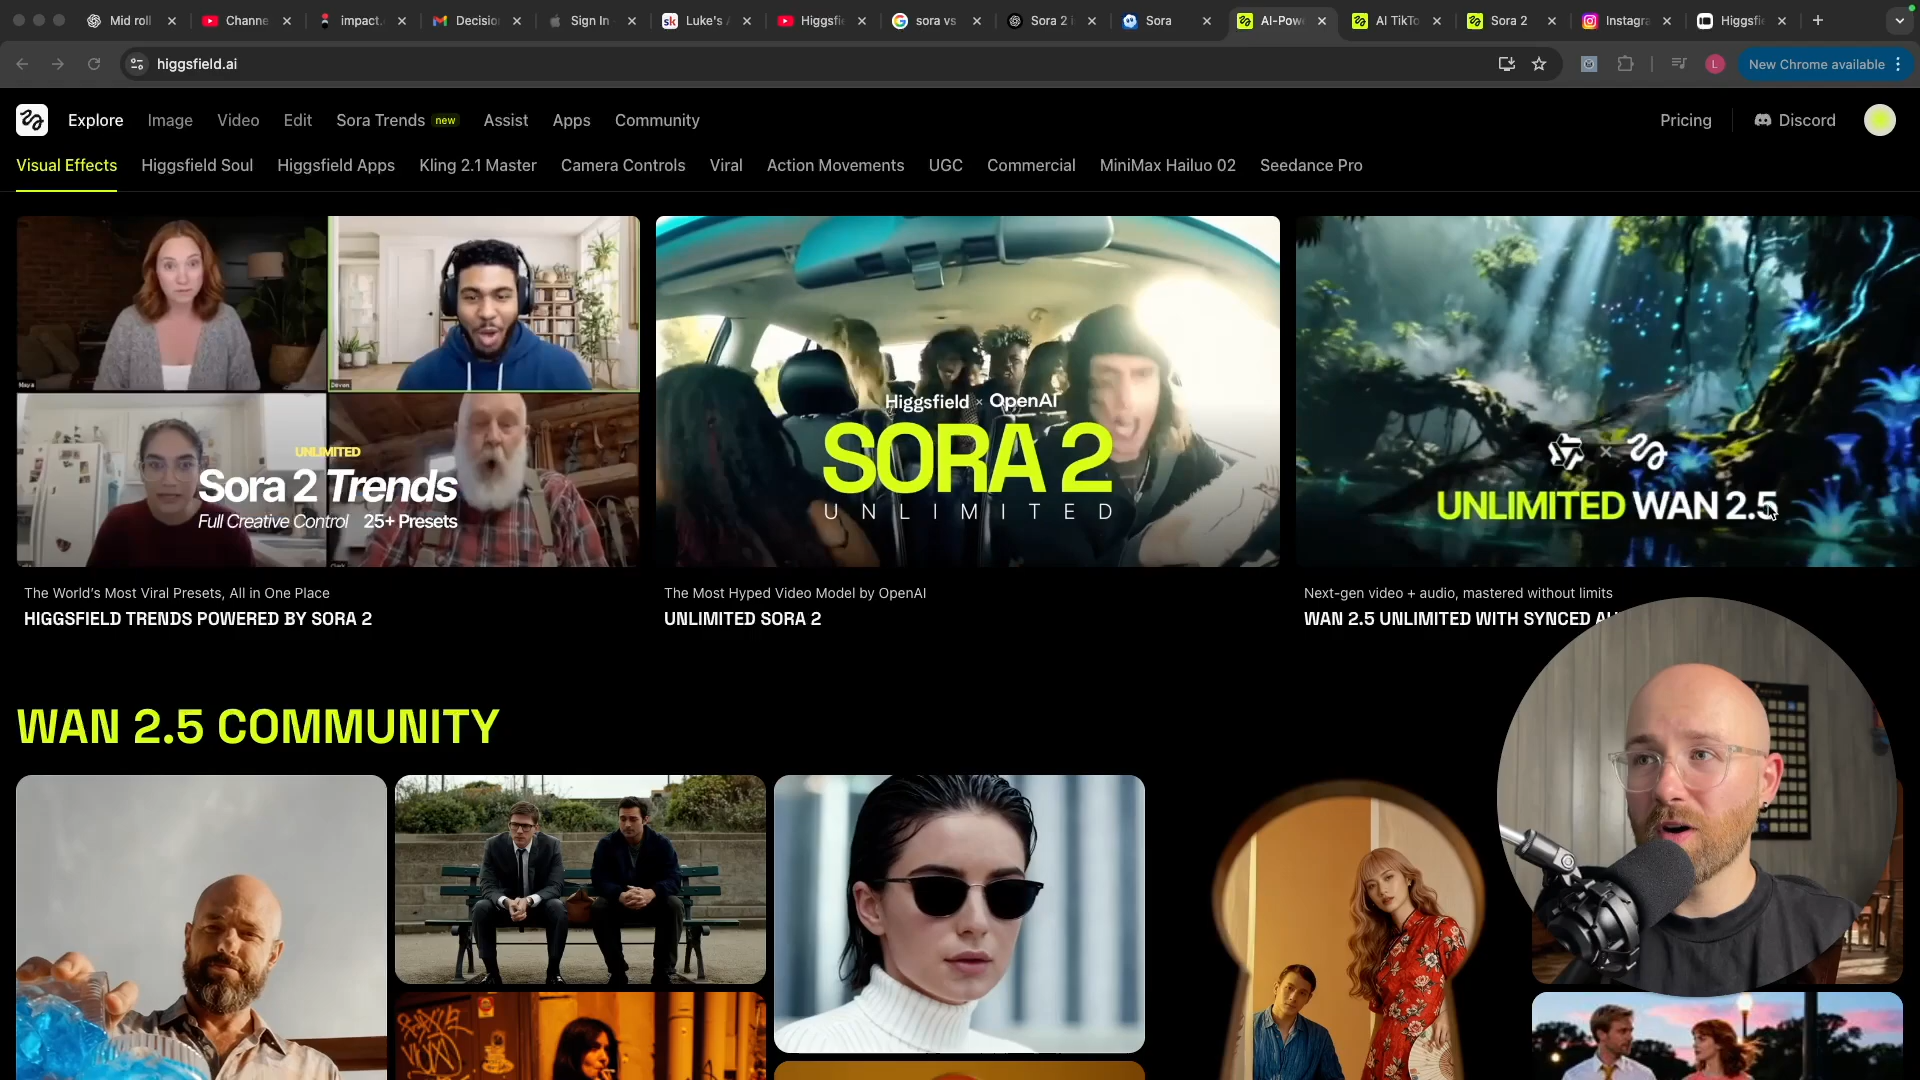 Mid roll
Channe
impact.
Decisio
Sign In
Luke's
Higgsfi
sora vs
Sora 2
Sora
AI-Pow
AI TikTo
Sora 2
Instagra
Higgsfi
higgsfield.ai
New Chrome available
Explore
Image
Video
Edit
Sora Trends new
Assist
Apps
Community
Pricing
Discord
Visual Effects
Higgsfield Soul
Higgsfield Apps
Kling 2.1 Master
Camera Controls
Viral
Action Movements
UGC
Commercial
MiniMax Hailuo 02
Seedance Pro
Maya
Devon
UNLIMITED
Sora 2 Trends
Full Creative Control 25+ Presets
Higgsfield × OpenAI
SORA 2
UNLIMITED
UNLIMITED WAN 2.5
The World's Most Viral Presets, All in One Place
HIGGSFIELD TRENDS POWERED BY SORA 2
The Most Hyped Video Model by OpenAI
UNLIMITED SORA 2
Next-gen video + audio, mastered without limits
WAN 2.5 UNLIMITED WITH SYNCED
WAN 2.5 COMMUNITY